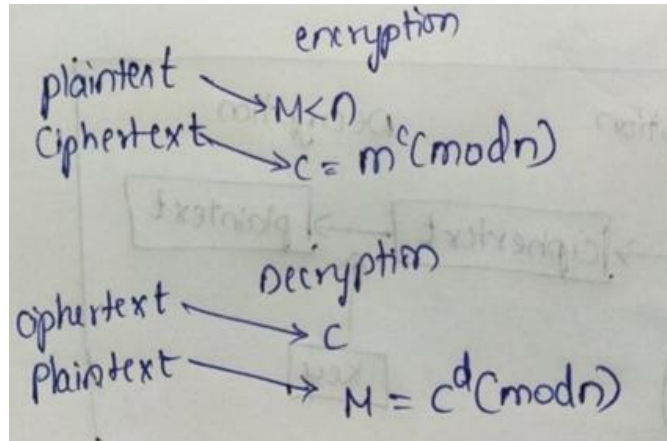 encryption
plaintext → M<n
Ciphertext → C = m^c (mod n)
Decryption
Ciphertext → C
Plaintext → M = c^d (mod n)